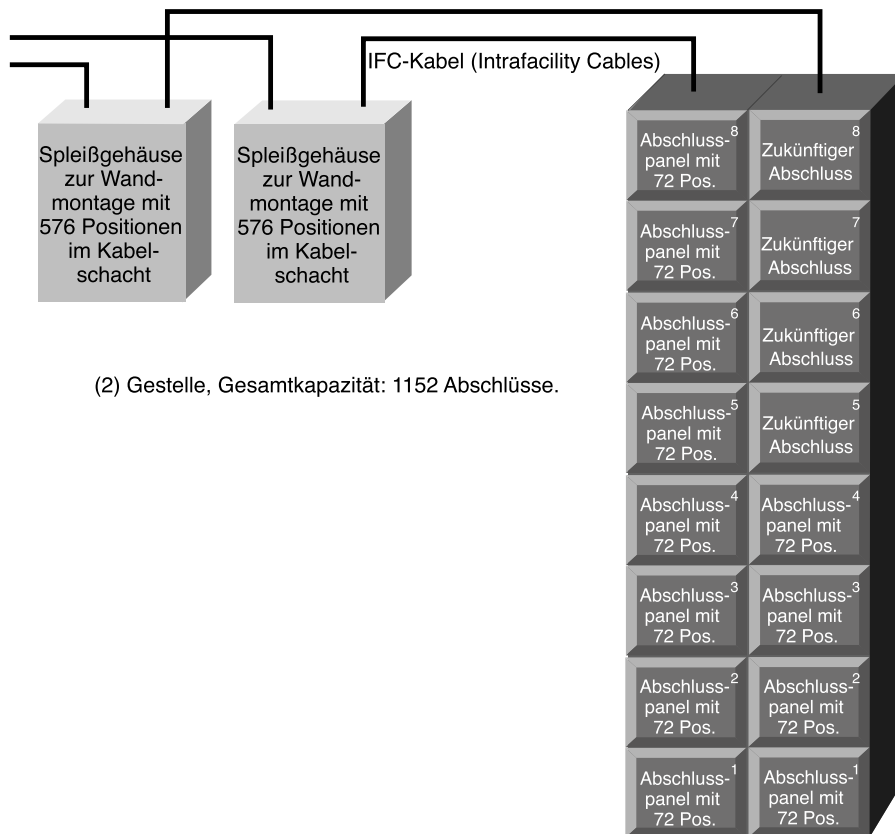 IFC-Kabel (Intrafacility Cables)
Spleißgehäuse
zur Wand-
montage mit
576 Positionen
im Kabel-
schacht
Spleißgehäuse
zur Wand-
montage mit
576 Positionen
im Kabel-
schacht
(2) Gestelle, Gesamtkapazität: 1152 Abschlüsse.
8
Abschluss-
panel mit
72 Pos.
8
Zukünftiger
Abschluss
7
Abschluss-
panel mit
72 Pos.
7
Zukünftiger
Abschluss
6
Abschluss-
panel mit
72 Pos.
6
Zukünftiger
Abschluss
5
Abschluss-
panel mit
72 Pos.
5
Zukünftiger
Abschluss
4
Abschluss-
panel mit
72 Pos.
4
Abschluss-
panel mit
72 Pos.
3
Abschluss-
panel mit
72 Pos.
3
Abschluss-
panel mit
72 Pos.
2
Abschluss-
panel mit
72 Pos.
2
Abschluss-
panel mit
72 Pos.
1
Abschluss-
panel mit
72 Pos.
1
Abschluss-
panel mit
72 Pos.